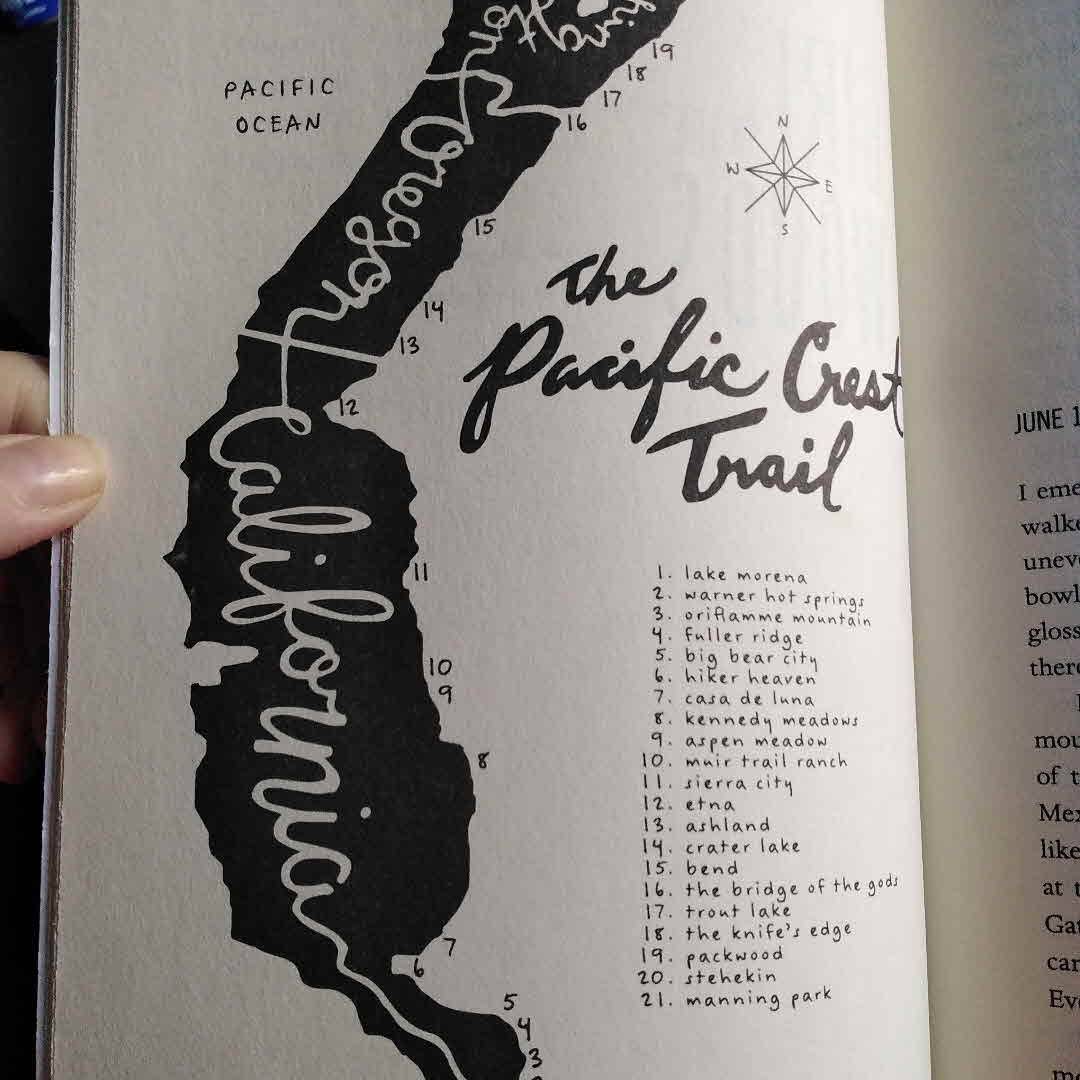 PACIFIC
OCEAN
Oregon
California
19
18
17
16
15
14
13
12
11
10
9
8
7
6
5
4
3
N
W
E
S
The
Pacific Crest
Trail
1. lake morena
2. warner hot springs
3. oriflamme mountain
4. fuller ridge
5. big bear city
6. hiker heaven
7. casa de luna
8. kennedy meadows
9. aspen meadow
10. muir trail ranch
11. sierra city
12. etna
13. ashland
14. crater lake
15. bend
16. the bridge of the gods
17. trout lake
18. the knife's edge
19. packwood
20. stehekin
21. manning park
JUNE 1
I eme
walke
uneve
bowl
gloss
there
mou
of t
Mex
like
at t
Gat
can
Eve
mo